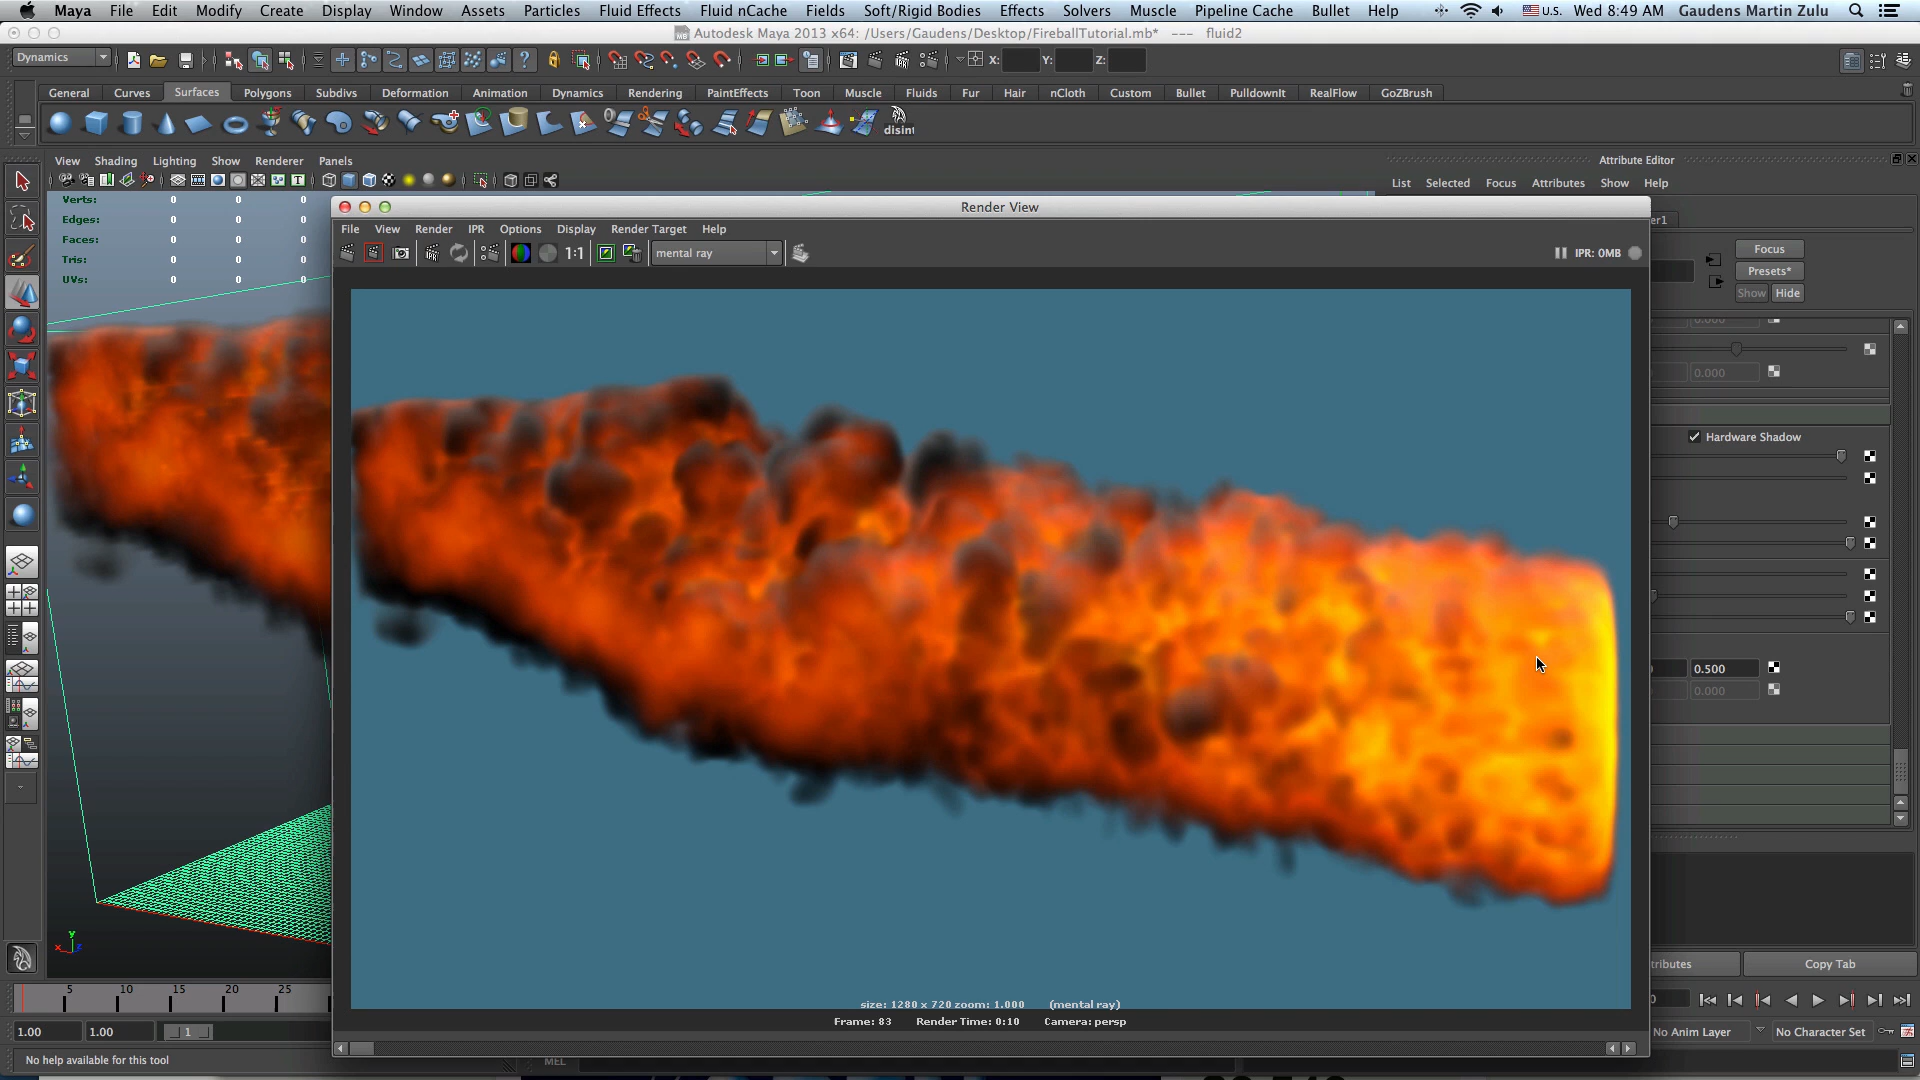 Maya File Edit Modify Create Display Window Assets Particles Fluid Effects Fluid nCache Fields Soft/Rigid Bodies Effects Solvers Muscle Pipeline Cache Bullet Help U.S. Wed 8:49 AM Gaudens Martin Zulu
Autodesk Maya 2013 x64: /Users/Gaudens/Desktop/FireballTutorial.mb* --- fluid2
Dynamics X: Y: Z:
General Curves Surfaces Polygons Subdivs Deformation Animation Dynamics Rendering PaintEffects Toon Muscle Fluids Fur Hair nCloth Custom Bullet PulldownIt RealFlow GoZBrush
disint
View Shading Lighting Show Renderer Panels
Attribute Editor
List Selected Focus Attributes Show Help
Verts: 0 0 0
Edges: 0 0 0
Faces: 0 0 0
Tris: 0 0 0
UVs: 0 0 0
Render View
File View Render IPR Options Display Render Target Help
1:1 mental ray IPR: 0MB
er1
Focus
Presets*
Show Hide
0.000
Hardware Shadow
0.500
0.000
y
x z
tributes Copy Tab
size: 1280 x 720 zoom: 1.000 (mental ray)
Frame: 83 Render Time: 0:10 Camera: persp
5 10 15 20 25
1.00 1.00 1 No Anim Layer No Character Set
No help available for this tool MEL